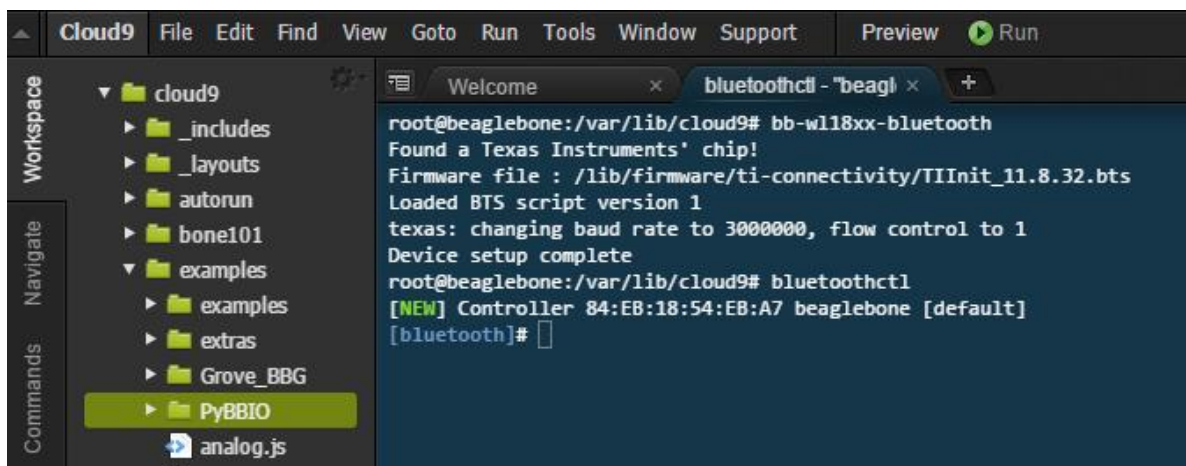 Cloud9 File Edit Find View Goto Run Tools Window Support Preview Run
Workspace
Navigate
Commands
cloud9
_includes
_layouts
autorun
bone101
examples
examples
extras
Grove_BBG
PyBBIO
analog.js
Welcome × bluetoothctl - "beagl × +
root@beaglebone:/var/lib/cloud9# bb-wl18xx-bluetooth
Found a Texas Instruments' chip!
Firmware file : /lib/firmware/ti-connectivity/TIInit_11.8.32.bts
Loaded BTS script version 1
texas: changing baud rate to 3000000, flow control to 1
Device setup complete
root@beaglebone:/var/lib/cloud9# bluetoothctl
[NEW] Controller 84:EB:18:54:EB:A7 beaglebone [default]
[bluetooth]#